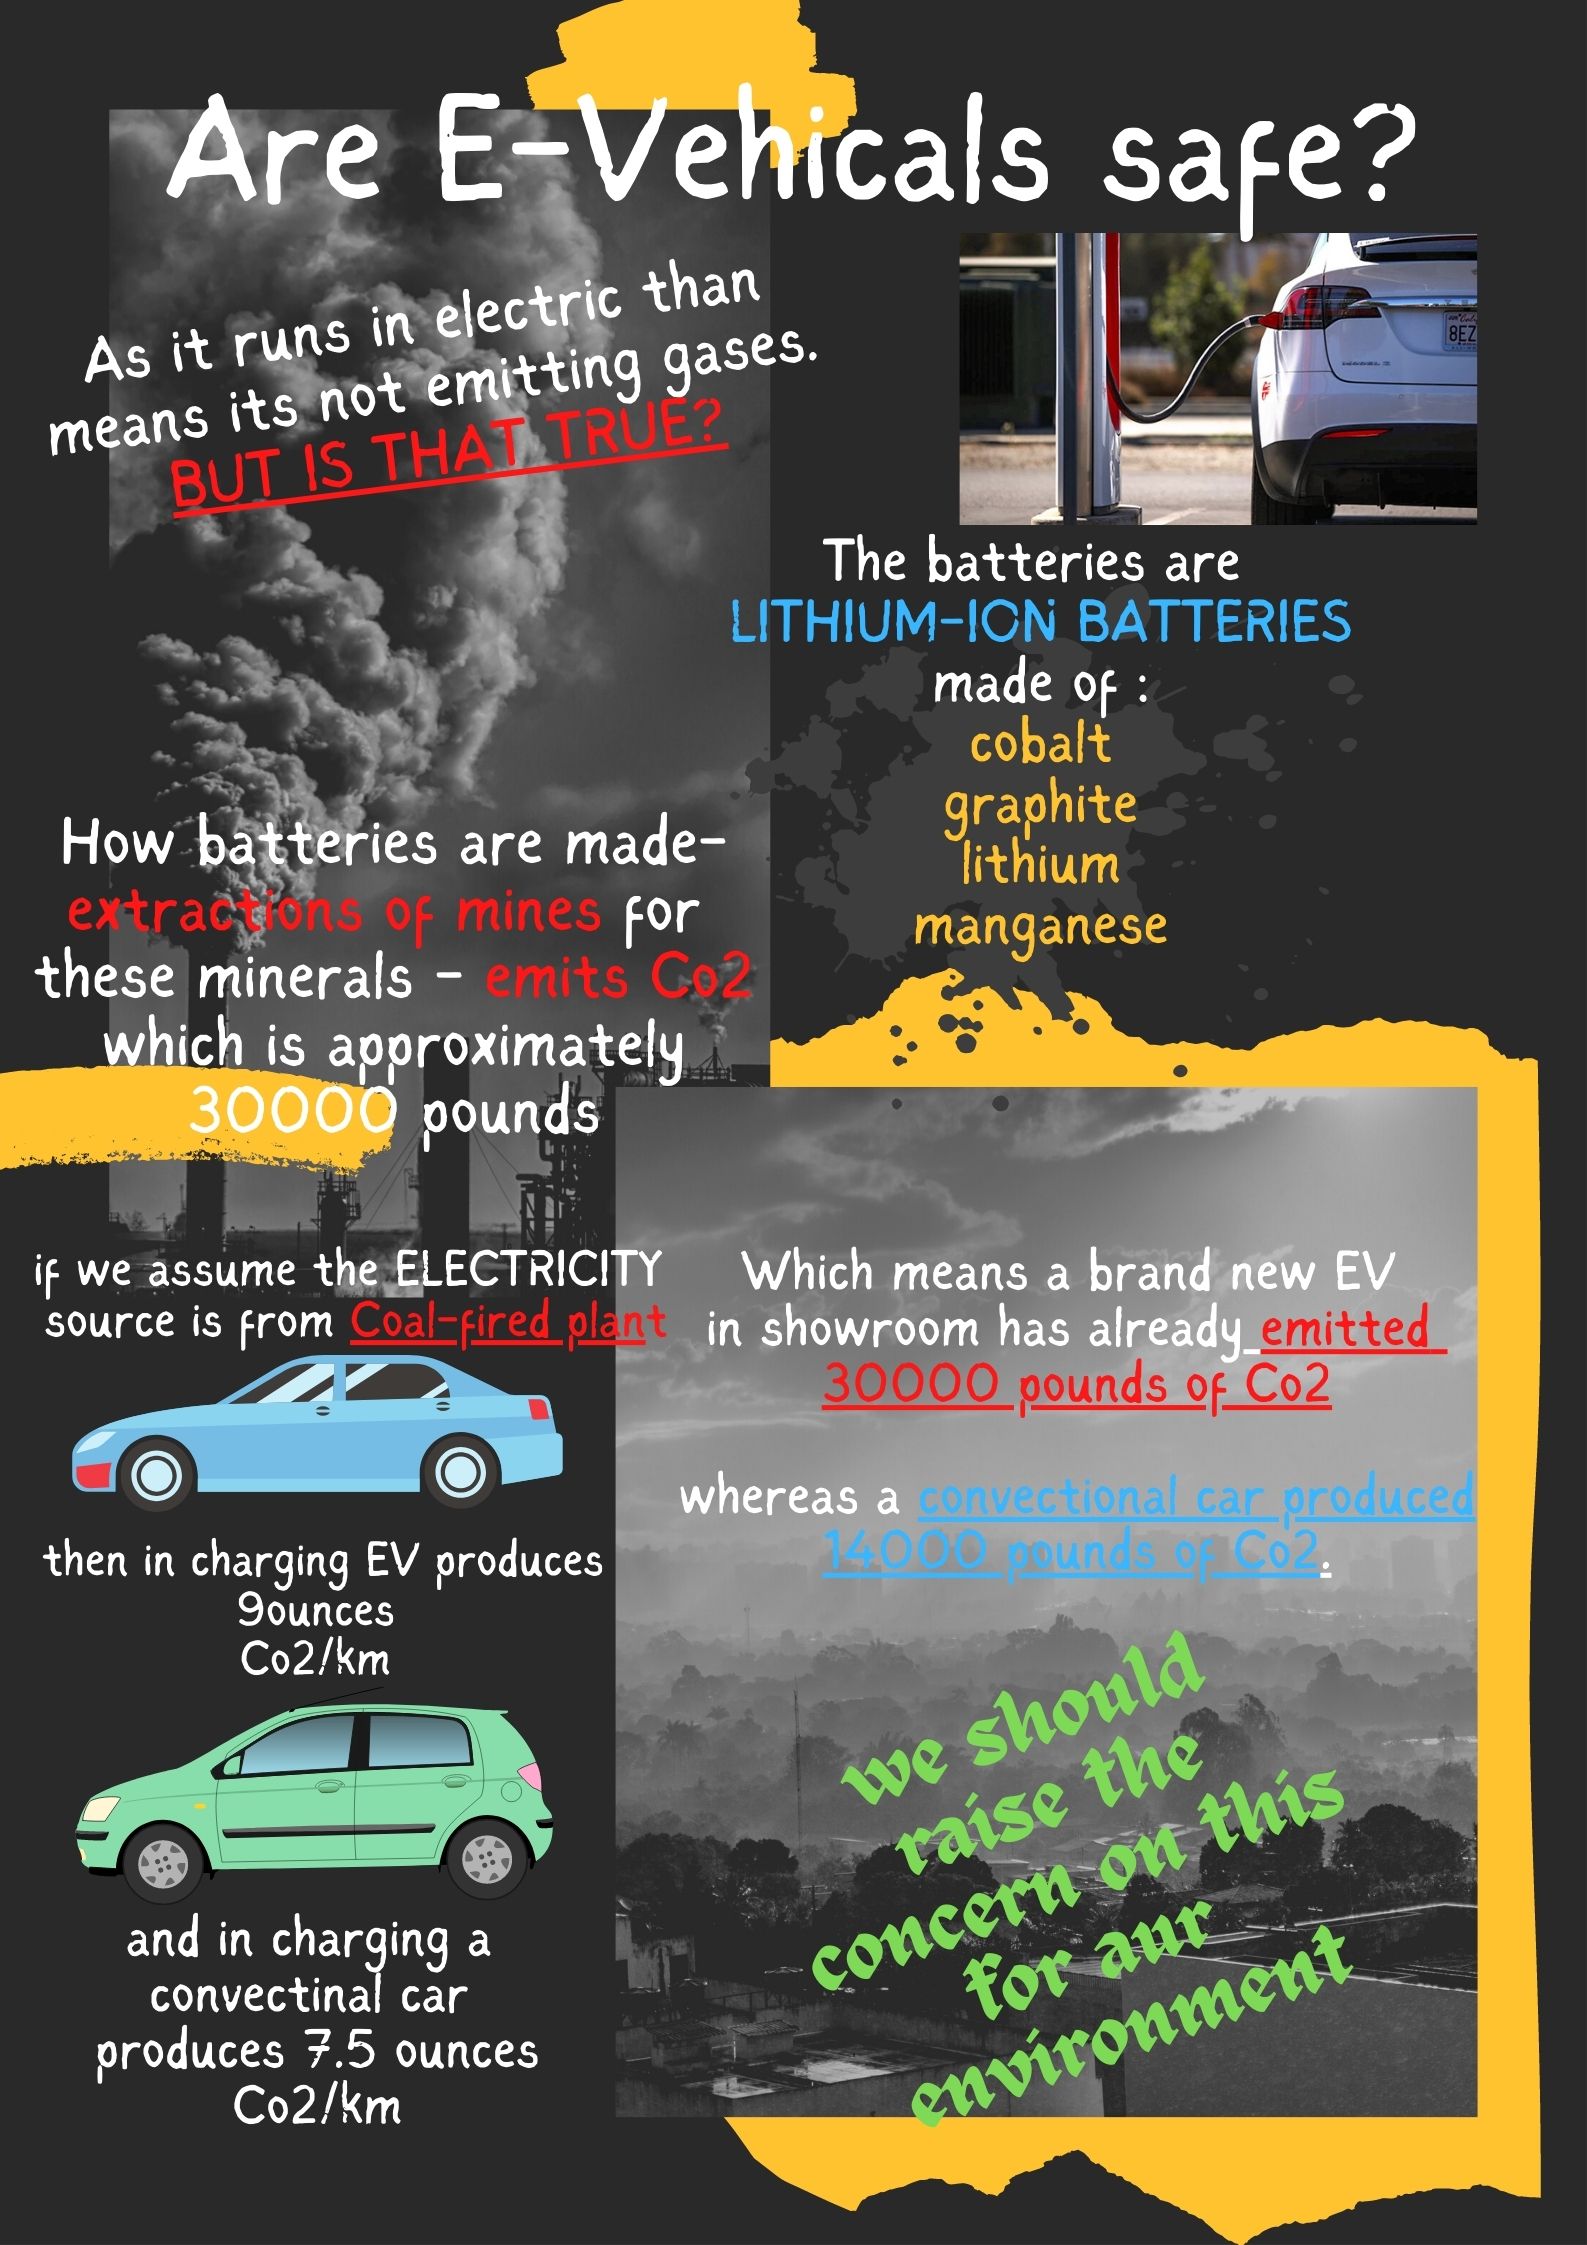 Are E-Vehicals safe?
As it runs in electric than
means its not emitting gases.
BUT IS THAT TRUE?
8EZ
The batteries are
LITHIUM-ION BATTERIES
made of :
cobalt
graphite
lithium
manganese
How batteries are made-
extractions of mines for
these minerals - emits Co2
which is approximately
30000 pounds
if we assume the ELECTRICITY
source is from Coal-fired plant
then in charging EV produces
9ounces
Co2/km
and in charging a
convectinal car
produces 7.5 ounces
Co2/km
Which means a brand new EV
in showroom has already emitted
30000 pounds of Co2
whereas a convectional car produced
14000 pounds of Co2.
we should
raise the
concern on this
for aur
environment